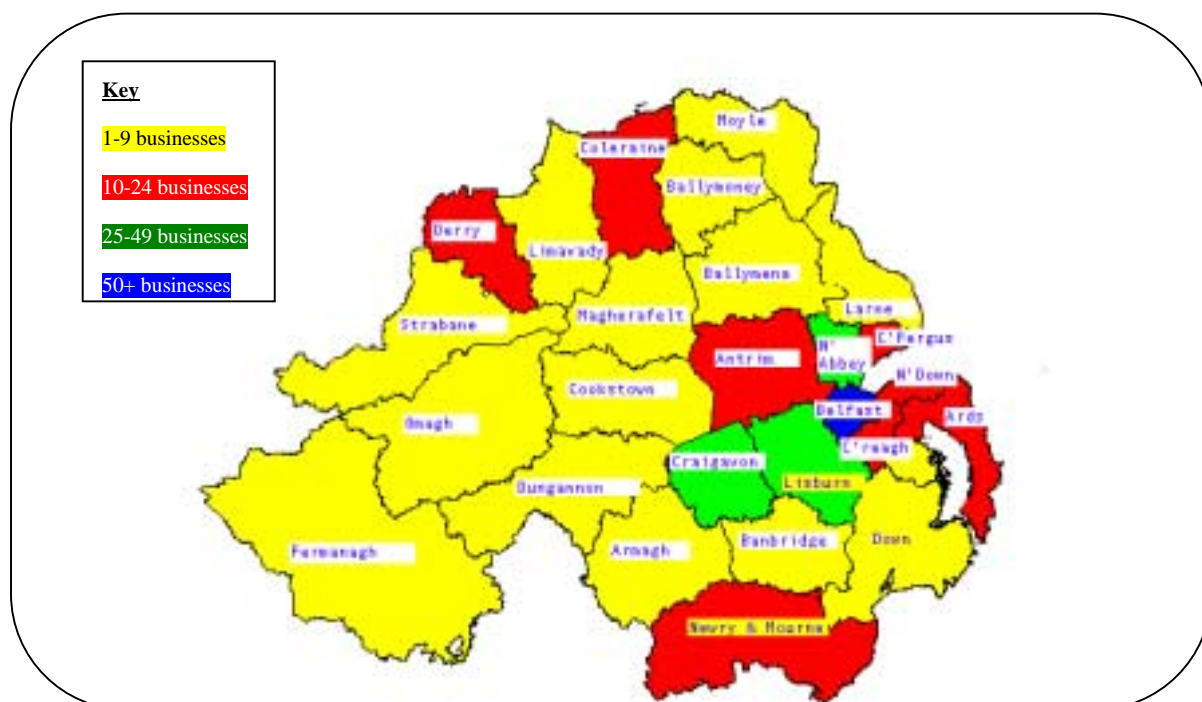 Key
1-9 businesses
10-24 businesses
25-49 businesses
50+ businesses
Moyle
Coleraine
Ballymoney
Derry
Limavady
Ballymena
Larne
Strabane
Magherafelt
C'Fergus
N'
Abbey
Antrim
N'Down
Cookstown
Belfast
Ards
Omagh
C'reagh
Craigavon
Lisburn
Dungannon
Fermanagh
Armagh
Banbridge
Down
Newry & Mourne